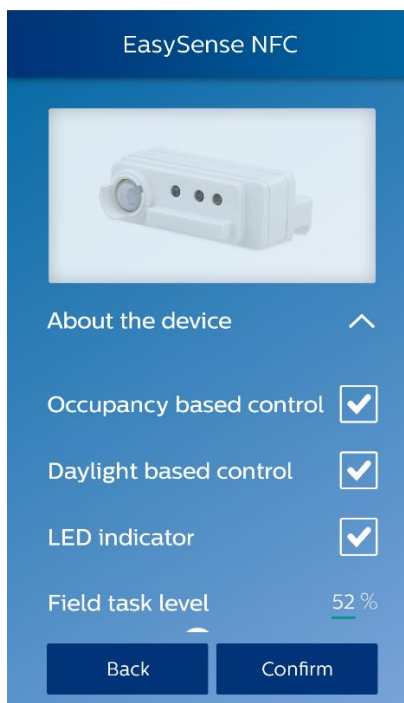 EasySense NFC
About the device
Occupancy based control
Daylight based control
LED indicator
Field task level 52 %
Back Confirm